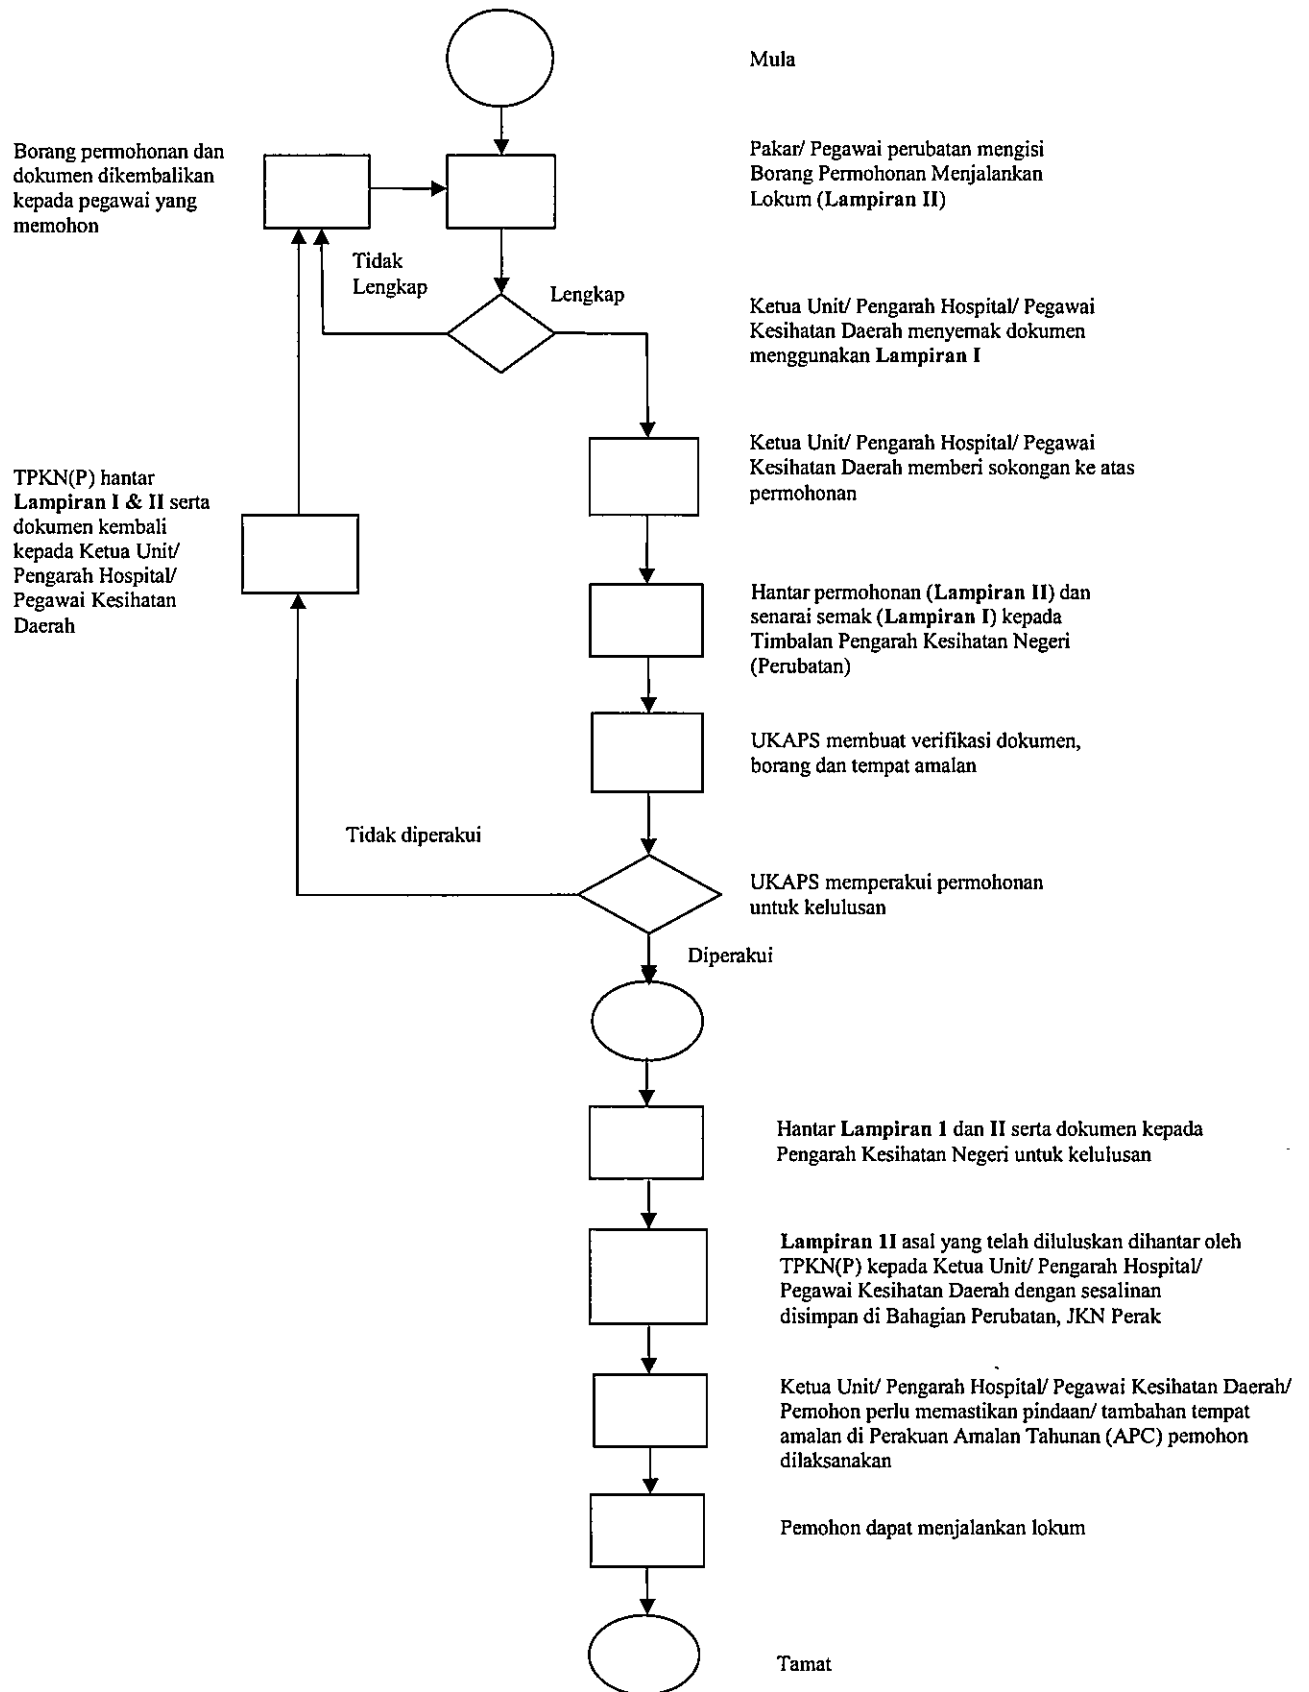 Mula
Borang permohonan dan
dokumen dikembalikan
kepada pegawai yang
memohon
Pakar/ Pegawai perubatan mengisi
Borang Permohonan Menjalankan
Lokum (Lampiran II)
Tidak
Lengkap
Lengkap
Ketua Unit/ Pengarah Hospital/ Pegawai
Kesihatan Daerah menyemak dokumen
menggunakan Lampiran I
Ketua Unit/ Pengarah Hospital/ Pegawai
Kesihatan Daerah memberi sokongan ke atas
permohonan
TPKN(P) hantar
Lampiran I & II serta
dokumen kembali
kepada Ketua Unit/
Pengarah Hospital/
Pegawai Kesihatan
Daerah
Hantar permohonan (Lampiran II) dan
senarai semak (Lampiran I) kepada
Timbalan Pengarah Kesihatan Negeri
(Perubatan)
UKAPS membuat verifikasi dokumen,
borang dan tempat amalan
Tidak diperakui
UKAPS memperakui permohonan
untuk kelulusan
Diperakui
Hantar Lampiran 1 dan II serta dokumen kepada
Pengarah Kesihatan Negeri untuk kelulusan
Lampiran 1I asal yang telah diluluskan dihantar oleh
TPKN(P) kepada Ketua Unit/ Pengarah Hospital/
Pegawai Kesihatan Daerah dengan sesalinan
disimpan di Bahagian Perubatan, JKN Perak
Ketua Unit/ Pengarah Hospital/ Pegawai Kesihatan Daerah/
Pemohon perlu memastikan pindaan/ tambahan tempat
amalan di Perakuan Amalan Tahunan (APC) pemohon
dilaksanakan
Pemohon dapat menjalankan lokum
Tamat